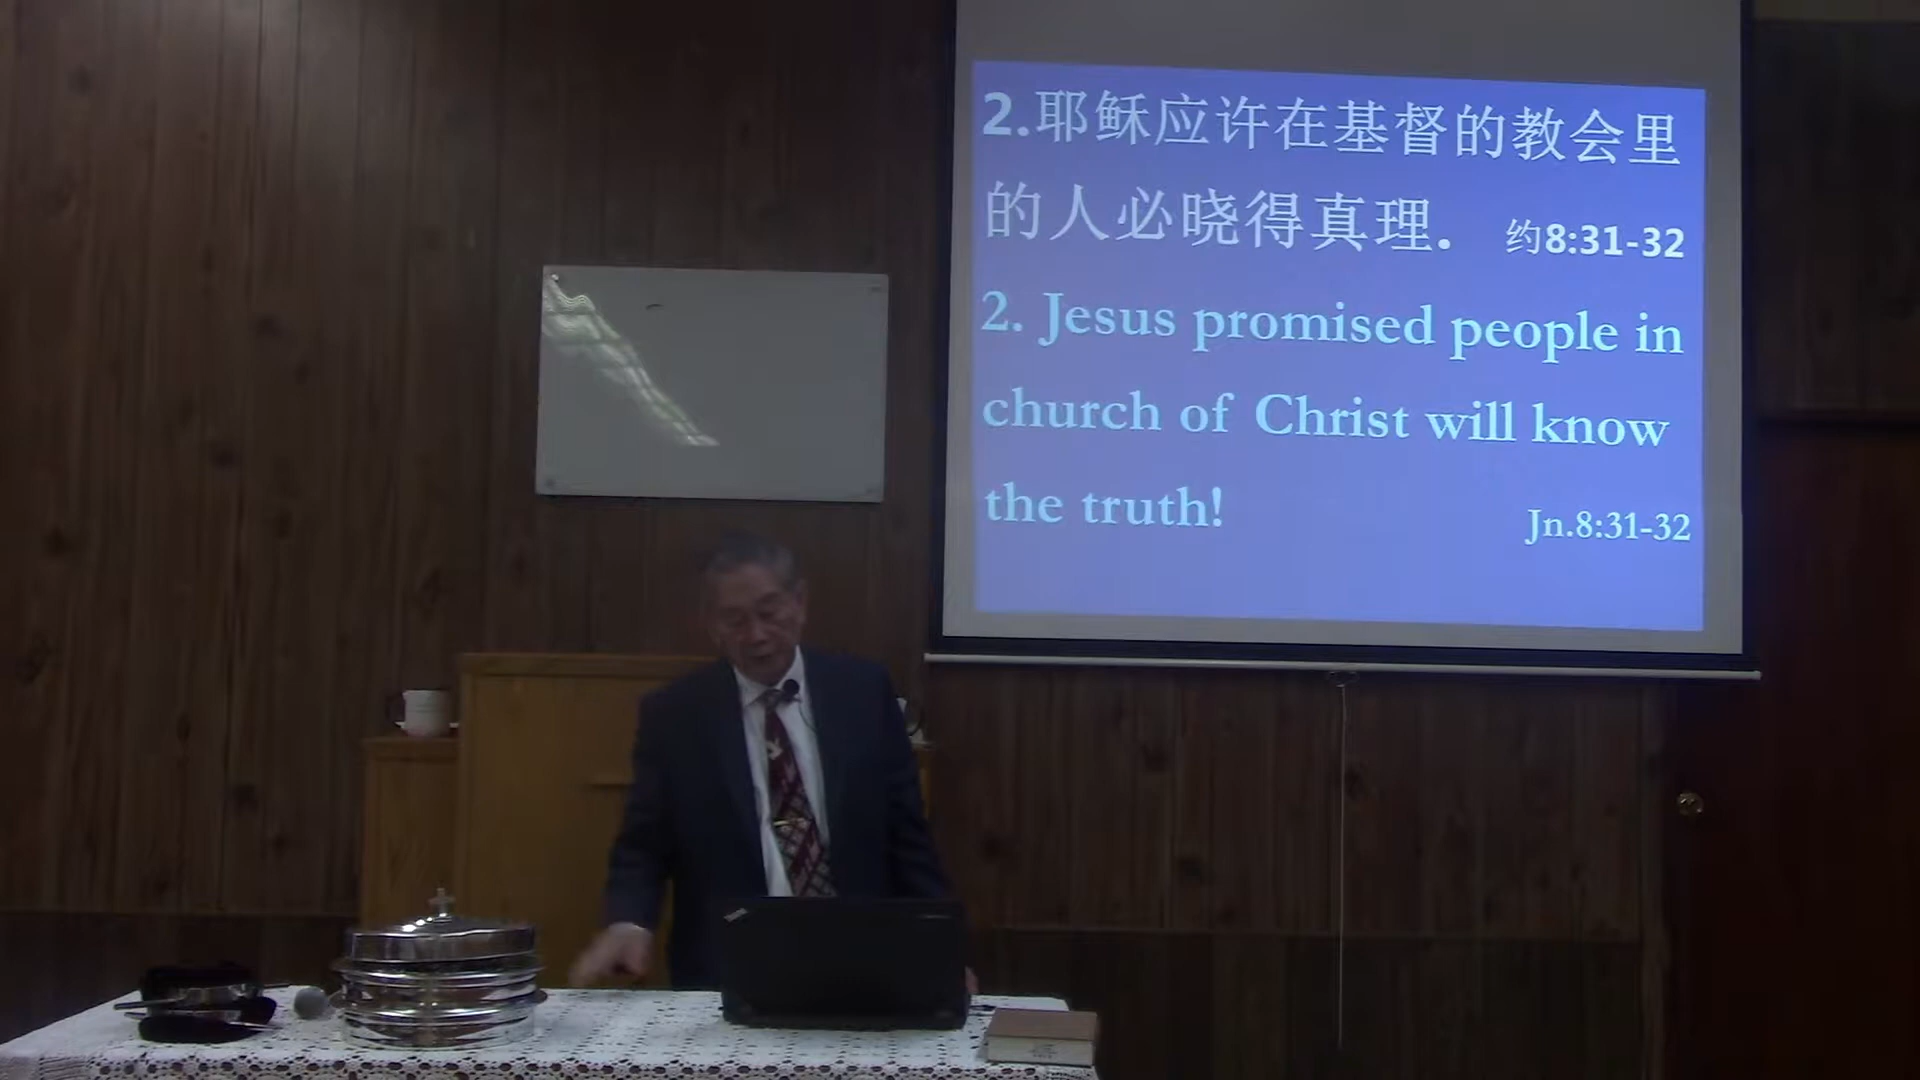 2.耶稣应许在基督的教会里
的人必晓得真理. 约8:31-32
2. Jesus promised people in
church of Christ will know
the truth! Jn.8:31-32